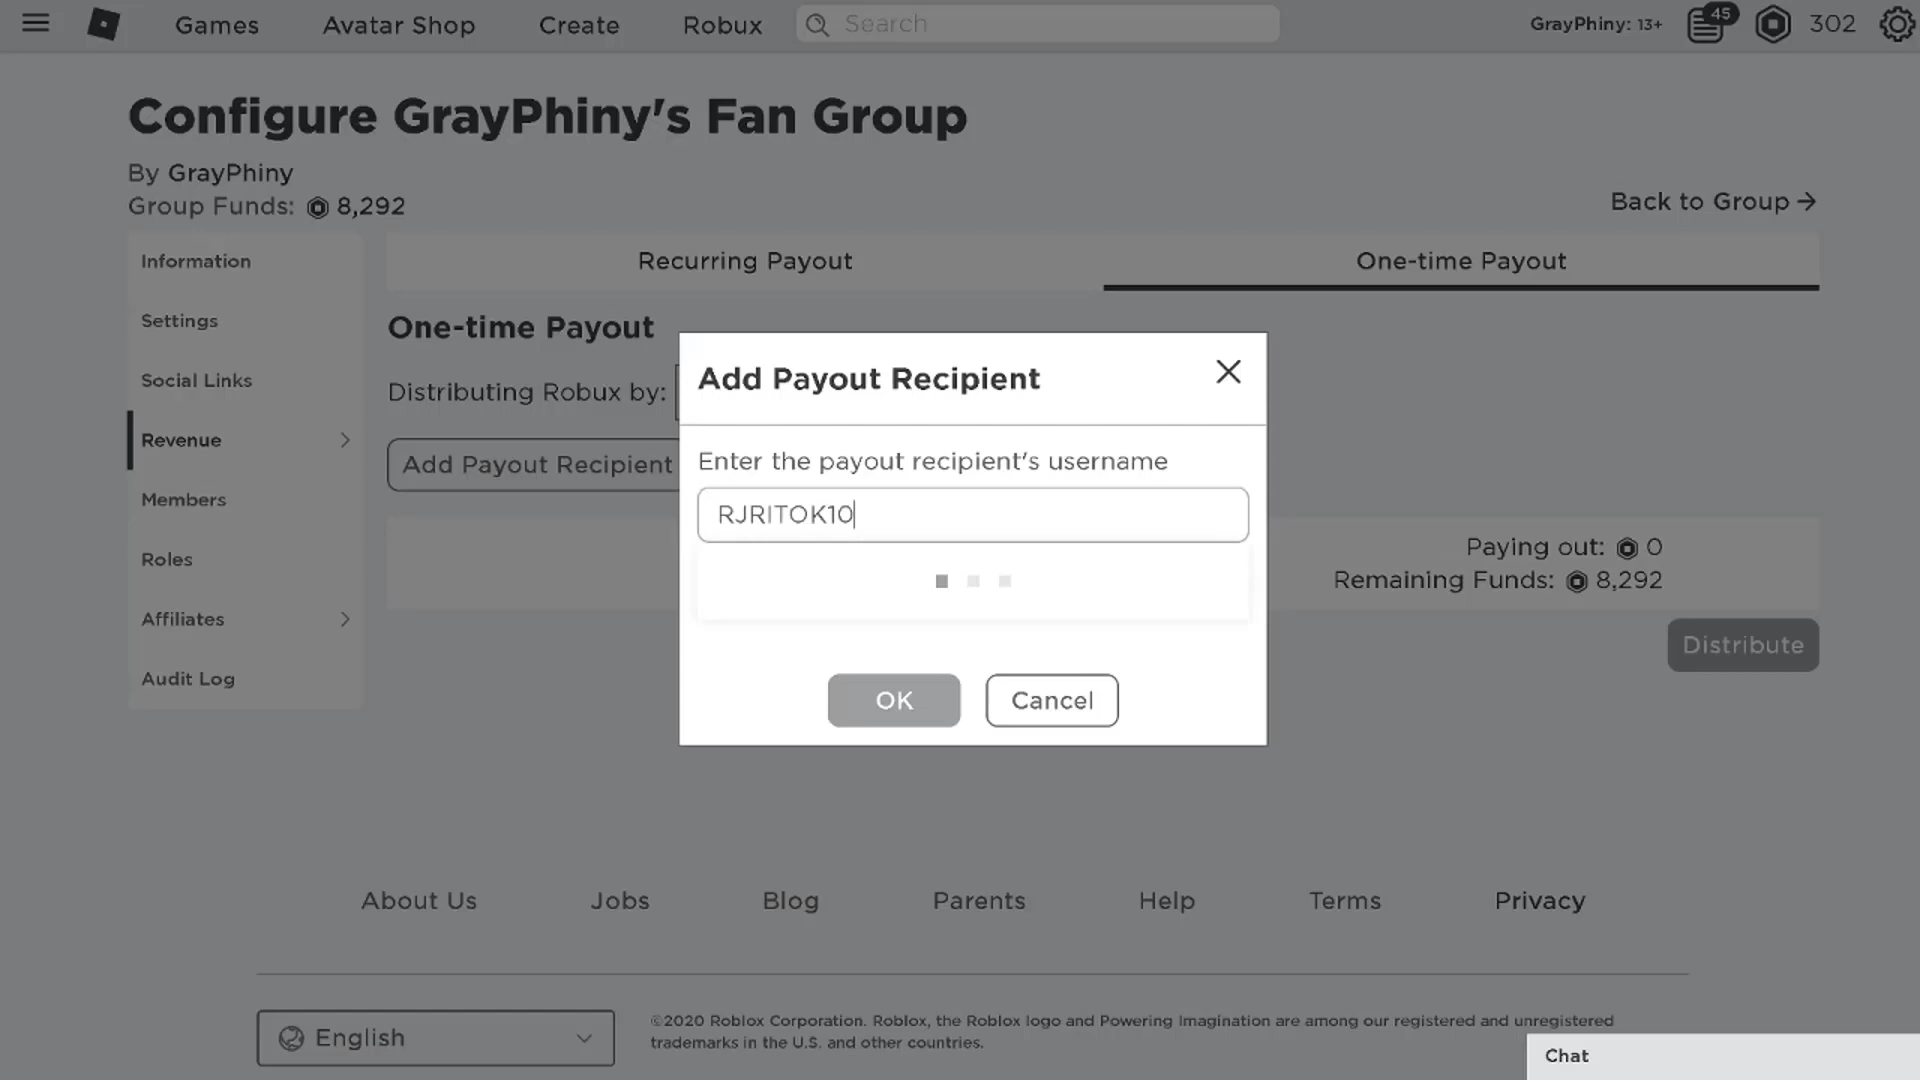 Games
Avatar Shop
Create
Robux
Search
GrayPhiny: 13+
45
302
Configure GrayPhiny's Fan Group
By GrayPhiny
Group Funds: 8,292
Back to Group →
Information
Settings
Social Links
Revenue
Members
Roles
Affiliates
Audit Log
Recurring Payout
One-time Payout
One-time Payout
Distributing Robux by:
Add Payout Recipient
Add Payout Recipient
Enter the payout recipient's username
RJRITOK10
OK
Cancel
Paying out: 0
Remaining Funds: 8,292
Distribute
About Us
Jobs
Blog
Parents
Help
Terms
Privacy
English
©2020 Roblox Corporation. Roblox, the Roblox logo and Powering Imagination are among our registered and unregistered
trademarks in the U.S. and other countries.
Chat